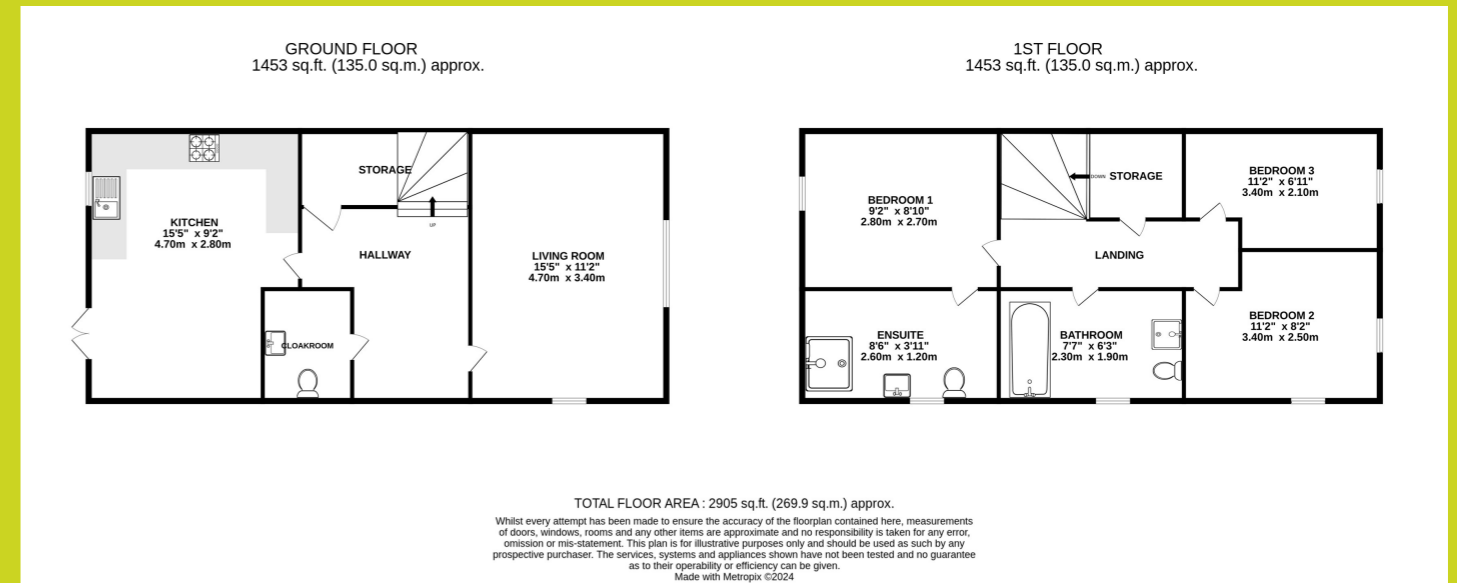 GROUND FLOOR
1453 sq.ft. (135.0 sq.m.) approx.
STORAGE
UP
KITCHEN
15'5" x 9'2"
4.70m x 2.80m
HALLWAY
LIVING ROOM
15'5" x 11'2"
4.70m x 3.40m
CLOAKROOM
1ST FLOOR
1453 sq.ft. (135.0 sq.m.) approx.
BEDROOM 1
9'2" x 8'10"
2.80m x 2.70m
DOWN
STORAGE
BEDROOM 3
11'2" x 6'11"
3.40m x 2.10m
LANDING
ENSUITE
8'6" x 3'11"
2.60m x 1.20m
BATHROOM
7'7" x 6'3"
2.30m x 1.90m
BEDROOM 2
11'2" x 8'2"
3.40m x 2.50m
TOTAL FLOOR AREA : 2905 sq.ft. (269.9 sq.m.) approx.
Whilst every attempt has been made to ensure the accuracy of the floorplan contained here, measurements
of doors, windows, rooms and any other items are approximate and no responsibility is taken for any error,
omission or mis-statement. This plan is for illustrative purposes only and should be used as such by any
prospective purchaser. The services, systems and appliances shown have not been tested and no guarantee
as to their operability or efficiency can be given.
Made with Metropix ©2024